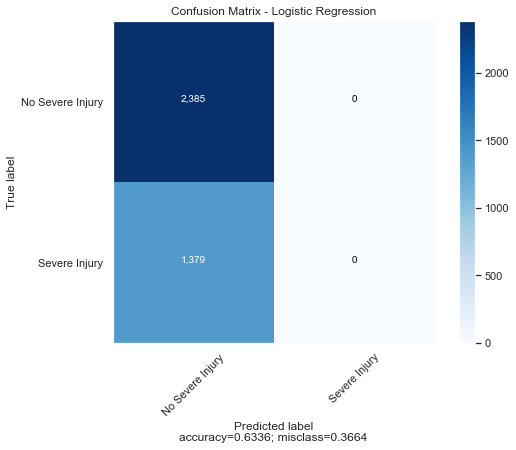 Confusion Matrix - Logistic Regression
No Severe Injury
2,385
0
2000
1500
True label
1000
Severe Injury
1,379
0
500
0
No Severe Injury
Severe Injury
Predicted label
accuracy=0.6336; misclass=0.3664